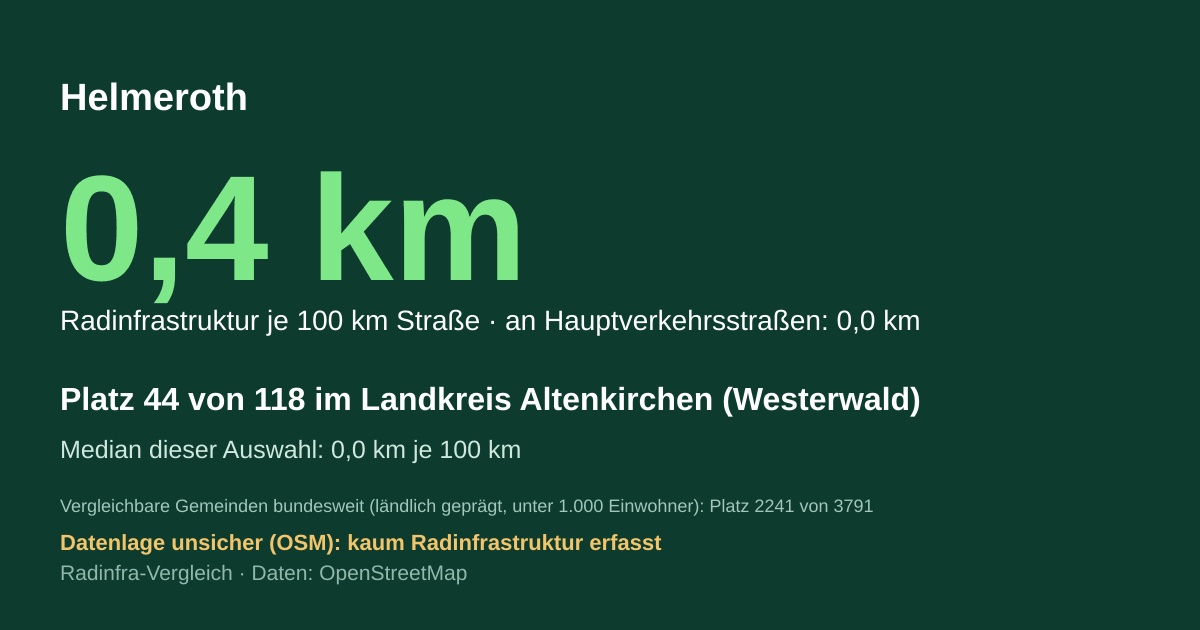 Helmeroth
0,4 km
Radinfrastruktur je 100 km Straße · an Hauptverkehrsstraßen: 0,0 km
Platz 44 von 118 im Landkreis Altenkirchen (Westerwald)
Median dieser Auswahl: 0,0 km je 100 km
Vergleichbare Gemeinden bundesweit (ländlich geprägt, unter 1.000 Einwohner): Platz 2241 von 3791
Datenlage unsicher (OSM): kaum Radinfrastruktur erfasst
Radinfra-Vergleich · Daten: OpenStreetMap